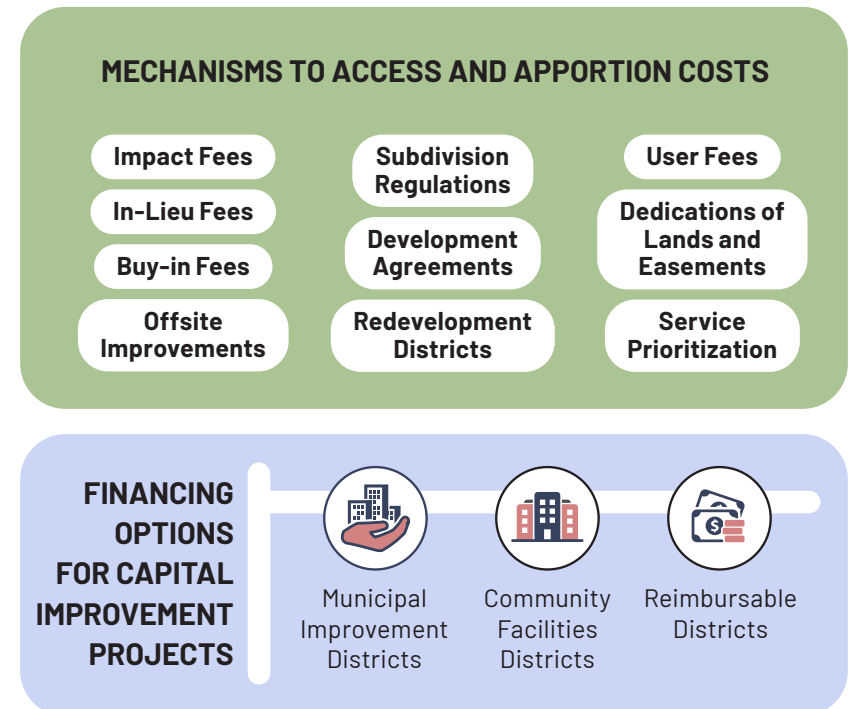 MECHANISMS TO ACCESS AND APPORTION COSTS
Impact Fees
In-Lieu Fees
Buy-in Fees
Offsite
Improvements
Subdivision
Regulations
Development
Agreements
Redevelopment
Districts
User Fees
Dedications of
Lands and
Easements
Service
Prioritization
FINANCING
OPTIONS
FOR CAPITAL
IMPROVEMENT
PROJECTS
Municipal
Improvement
Districts
Community
Facilities
Districts
$
Reimbursable
Districts